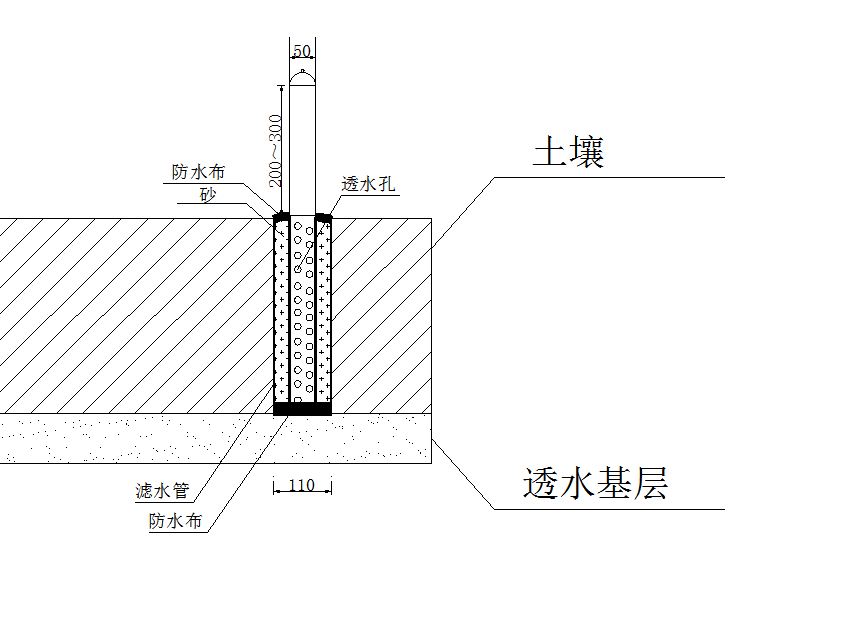 50
200～300
土壤
防水布
砂
透水孔
透水基层
滤水管
110
防水布